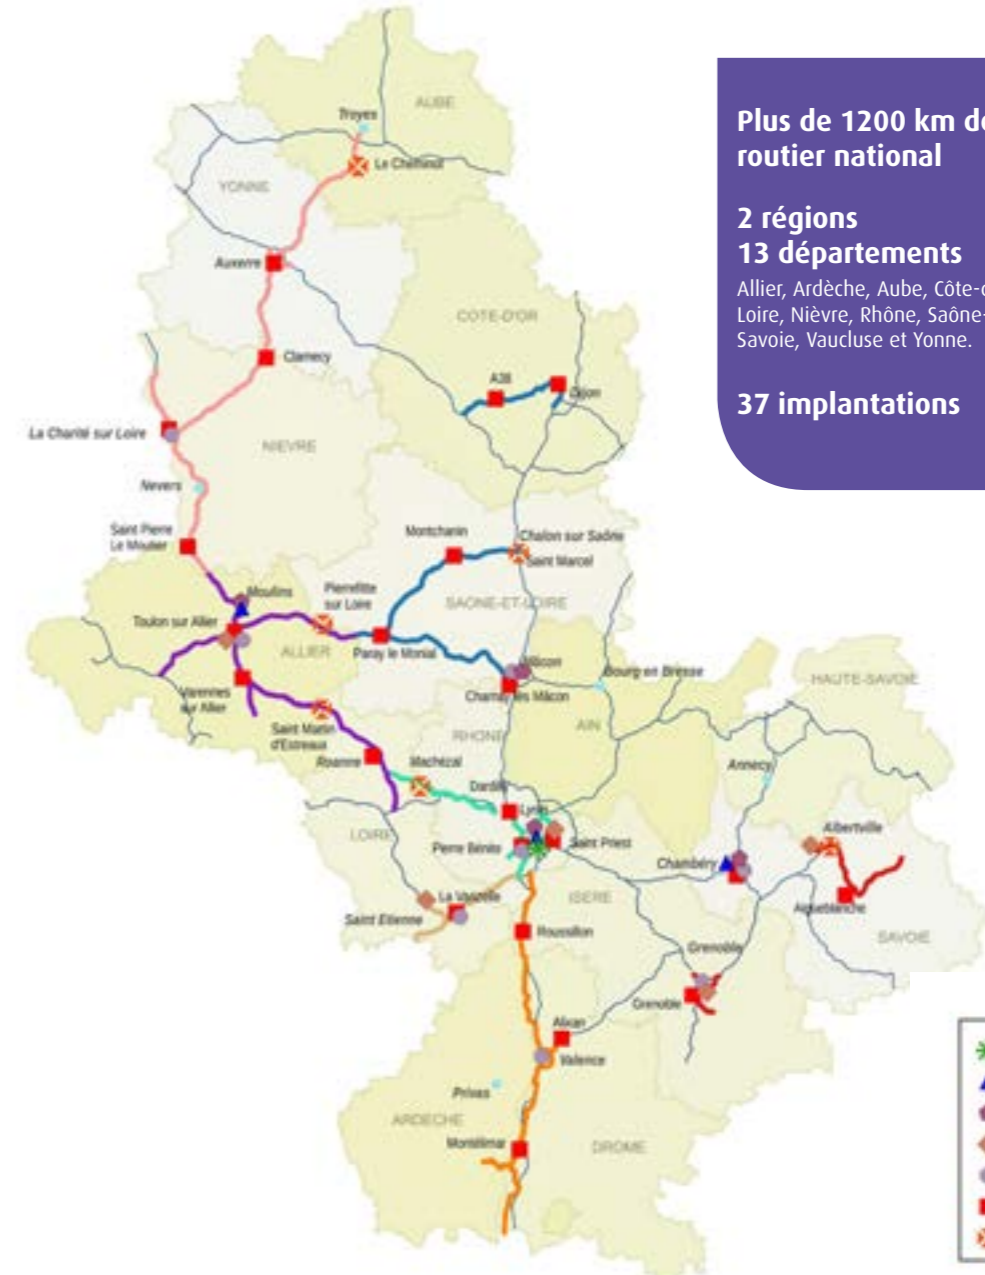 Plus de 1200 km de
routier national
2 régions
13 départements
Allier, Ardèche, Aube, Côte-d
Loire, Nièvre, Rhône, Saône-
Savoie, Vaucluse et Yonne.
37 implantations
AUBE
Troyes
YONNE
Auxerre
COTE-D'OR
Clamecy
A38
Dijon
La Charité sur Loire
NIEVRE
Nevers
Saint Pierre
Le Moutier
Montchanin
Chalon sur Saône
Saint Marcel
Moulins
Pierrefitte
sur Loire
SAONE-ET-LOIRE
Toulon sur Allier
ALLIER
Paray le Monial
Bourg en Bresse
HAUTE-SAVOIE
Varennes
sur Allier
Charnay lès Mâcon
Saint Martin
d'Estreaux
RHONE
AIN
Roanne
Machézal
Annecy
Lyon
LOIRE
Pierre Bénite
Saint Priest
Albertville
Chambéry
La Varizelle
ISERE
Aigueblanche
Saint Etienne
Roussillon
SAVOIE
Grenoble
Grenoble
Alixan
Valence
Privas
ARDECHE
Montélimar
DROME